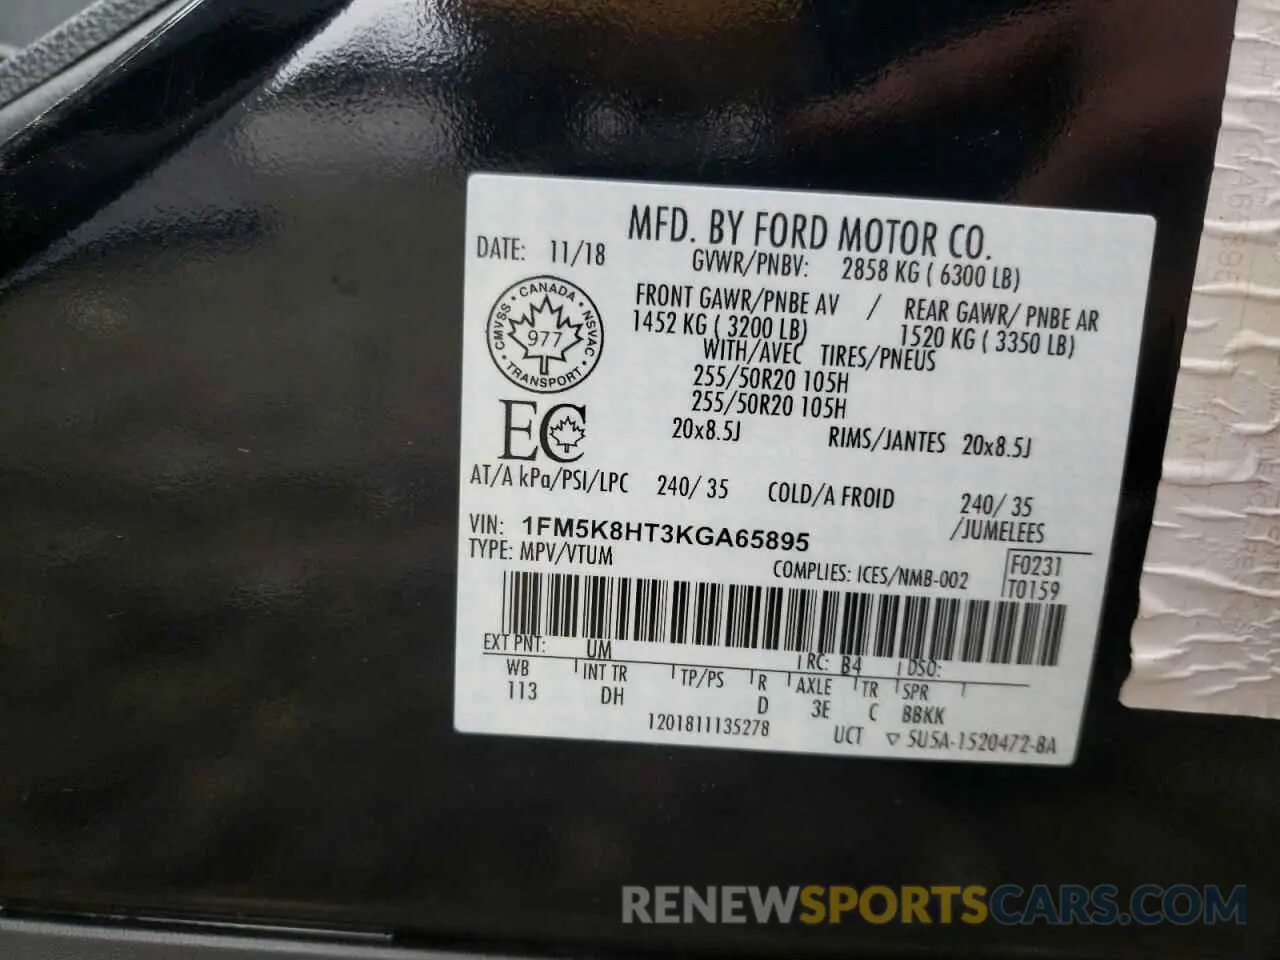 MFD. BY FORD MOTOR CO.
DATE: 11/18
GVWR/PNBV: 2858 KG ( 6300 LB)
FRONT GAWR/PNBE AV / REAR GAWR/ PNBE AR
1452 KG ( 3200 LB) 1520 KG ( 3350 LB)
WITH/AVEC TIRES/PNEUS
255/50R20 105H
255/50R20 105H
20x8.5J RIMS/JANTES 20x8.5J
CANADA
CMVSS · NSVAC
977
TRANSPORT
EC
AT/A kPa/PSI/LPC 240/ 35 COLD/A FROID 240/ 35
/JUMELEES
VIN: 1FM5K8HT3KGA65895
TYPE: MPV/VTUM
COMPLIES: ICES/NMB-002
F0231
T0159
EXT PNT: UM RC: B4 DSO:
WB INT TR TP/PS R AXLE TR SPR
113 DH D 3E C BBKK
1201811135278
UCT ▽ 5U5A-1520472-8A
RENEWSPORTSCARS.COM